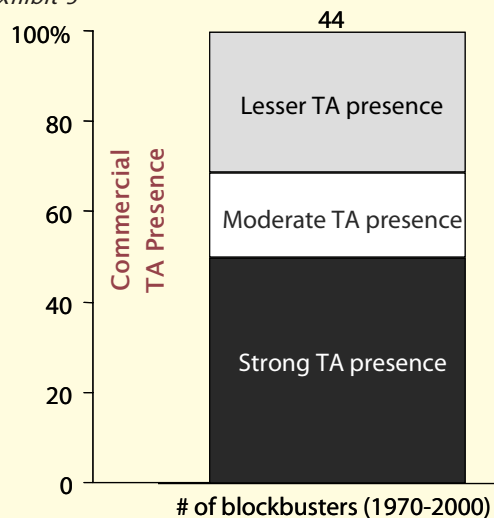 44
100%
80
60
40
20
0
Commercial
TA Presence
Lesser TA presence
Moderate TA presence
Strong TA presence
# of blockbusters (1970-2000)